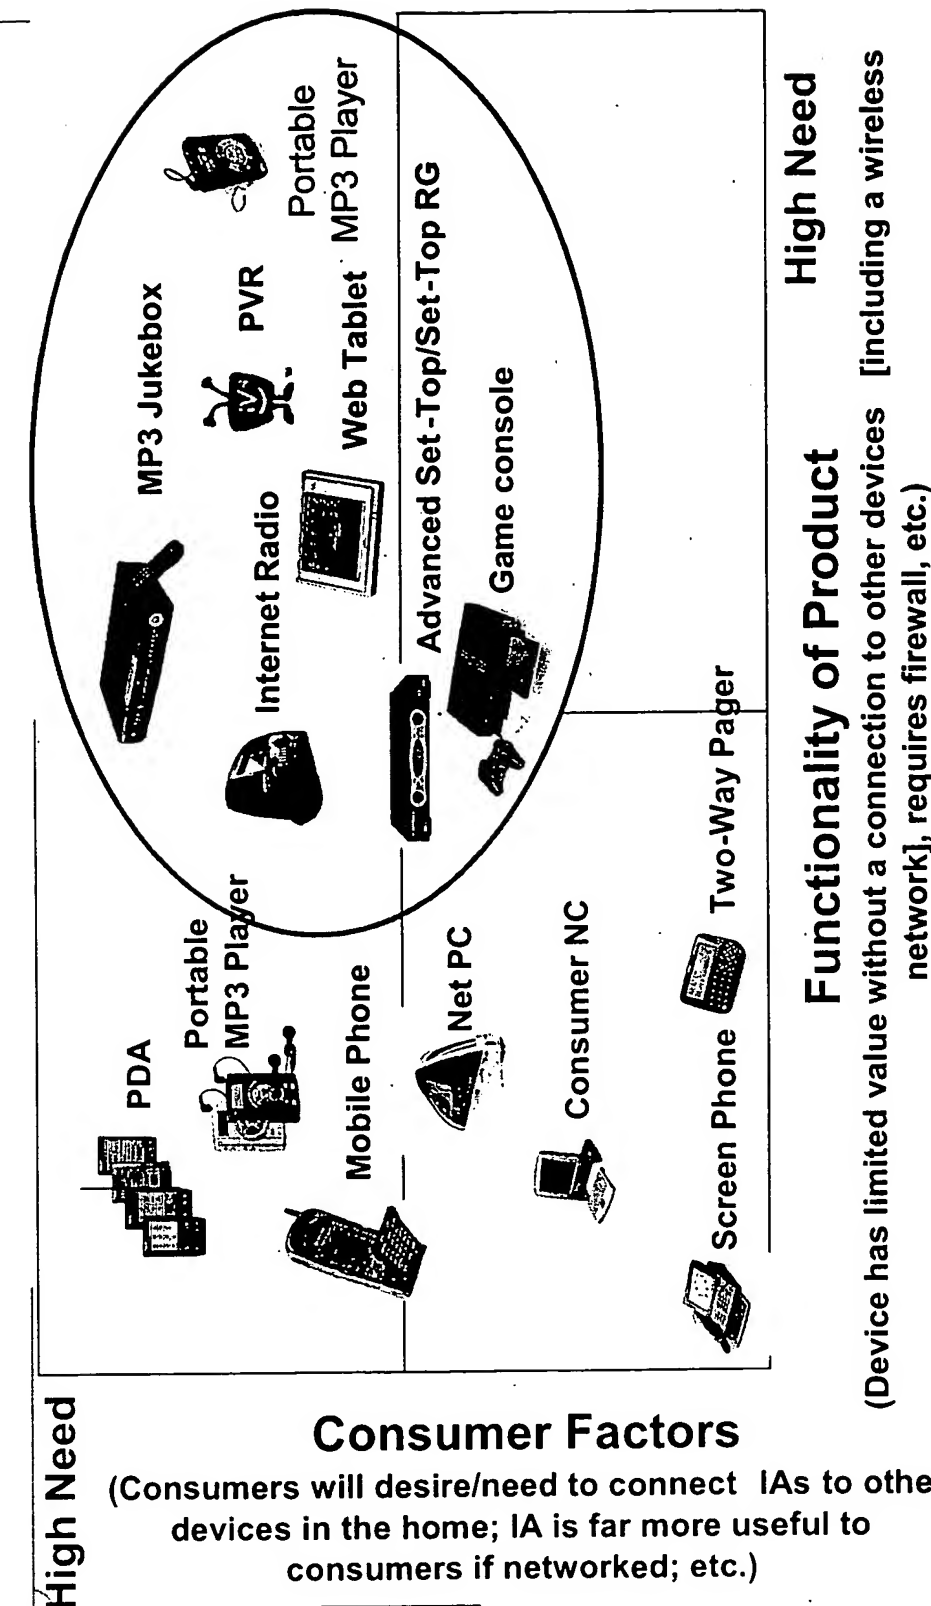 High Need
Consumer Factors
(Consumers will desire/need to connect IAs to othe
devices in the home; IA is far more useful to
consumers if networked; etc.)
PDA
Portable
MP3 Player
Mobile Phone
MP3 Jukebox
Internet Radio
PVR
Portable
MP3 Player
Web Tablet
Advanced Set-Top/Set-Top RG
Game console
Net PC
Consumer NC
Screen Phone
Two-Way Pager
High Need
Functionality of Product
(Device has limited value without a connection to other devices [including a wireless
network], requires firewall, etc.)